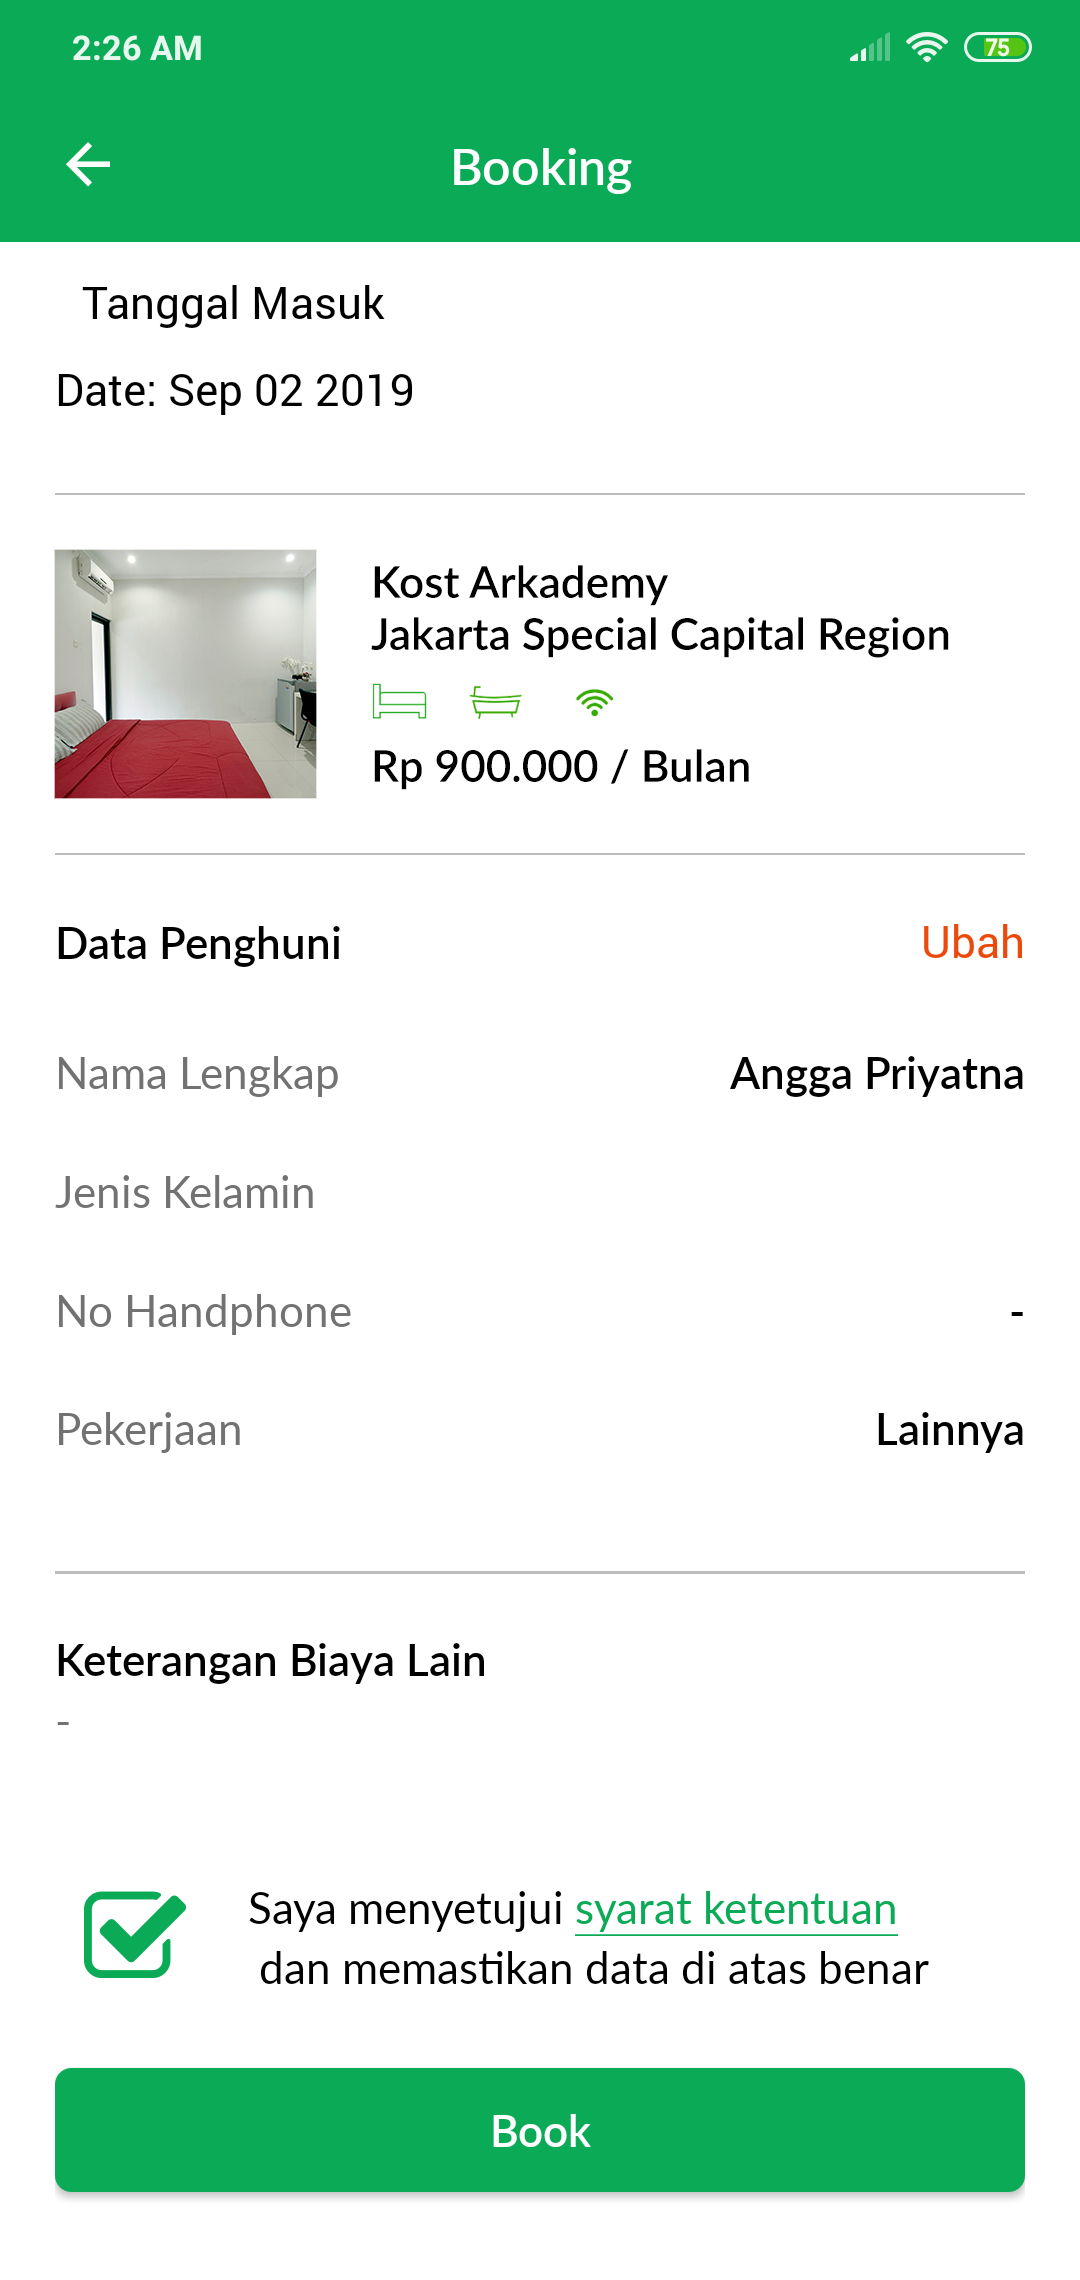 2:26 AM
75
Booking
Tanggal Masuk
Date: Sep 02 2019
Kost Arkademy
Jakarta Special Capital Region
Rp 900.000 / Bulan
Data Penghuni
Ubah
Nama Lengkap
Angga Priyatna
Jenis Kelamin
No Handphone
-
Pekerjaan
Lainnya
Keterangan Biaya Lain
-
Saya menyetujui syarat ketentuan
dan memastikan data di atas benar
Book